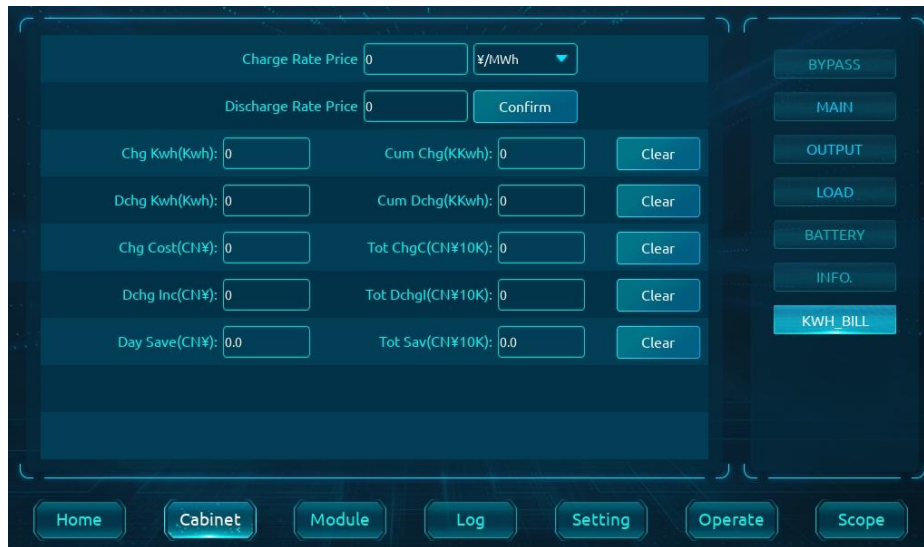 Charge Rate Price 0 ¥/MWh
BYPASS
Discharge Rate Price 0 Confirm
MAIN
Chg Kwh(Kwh): 0 Cum Chg(KKwh): 0 Clear
OUTPUT
Dchg Kwh(Kwh): 0 Cum Dchg(KKwh): 0 Clear
LOAD
Chg Cost(CN¥): 0 Tot ChgC(CN¥10K): 0 Clear
BATTERY
Dchg Inc(CN¥): 0 Tot DchgI(CN¥10K): 0 Clear
INFO.
Day Save(CN¥): 0.0 Tot Sav(CN¥10K): 0.0 Clear
KWH_BILL
Home Cabinet Module Log Setting Operate Scope